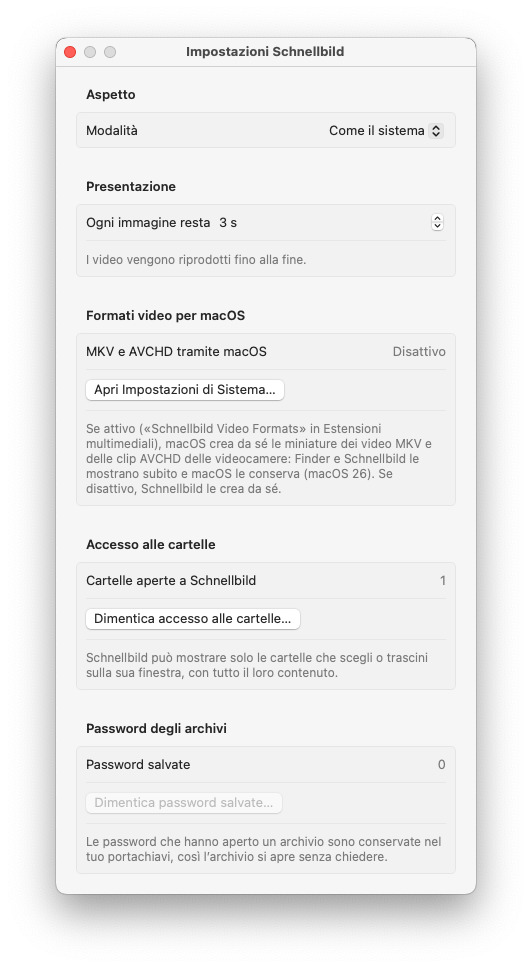 Impostazioni Schnellbild
Aspetto
Modalità Come il sistema
Presentazione
Ogni immagine resta 3 s
I video vengono riprodotti fino alla fine.
Formati video per macOS
MKV e AVCHD tramite macOS Disattivo
Apri Impostazioni di Sistema...
Se attivo («Schnellbild Video Formats» in Estensioni
multimediali), macOS crea da sé le miniature dei video MKV e
delle clip AVCHD delle videocamere: Finder e Schnellbild le
mostrano subito e macOS le conserva (macOS 26). Se
disattivo, Schnellbild le crea da sé.
Accesso alle cartelle
Cartelle aperte a Schnellbild 1
Dimentica accesso alle cartelle...
Schnellbild può mostrare solo le cartelle che scegli o trascini
sulla sua finestra, con tutto il loro contenuto.
Password degli archivi
Password salvate 0
Dimentica password salvate...
Le password che hanno aperto un archivio sono conservate nel
tuo portachiavi, così l'archivio si apre senza chiedere.